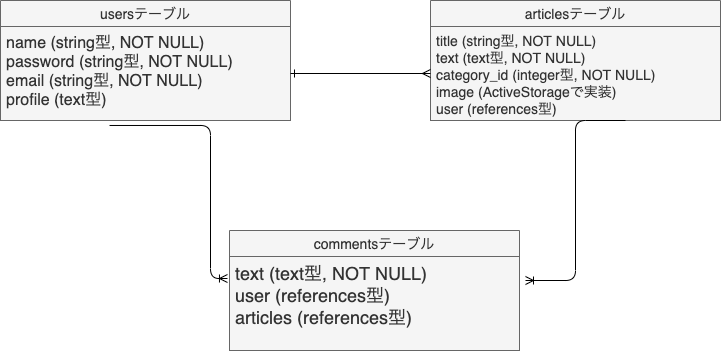 usersテーブル
name (string型, NOT NULL)
password (string型, NOT NULL)
email (string型, NOT NULL)
profile (text型)
articlesテーブル
title (string型, NOT NULL)
text (text型, NOT NULL)
category_id (integer型, NOT NULL)
image (ActiveStorageで実装)
user (references型)
commentsテーブル
text (text型, NOT NULL)
user (references型)
articles (references型)